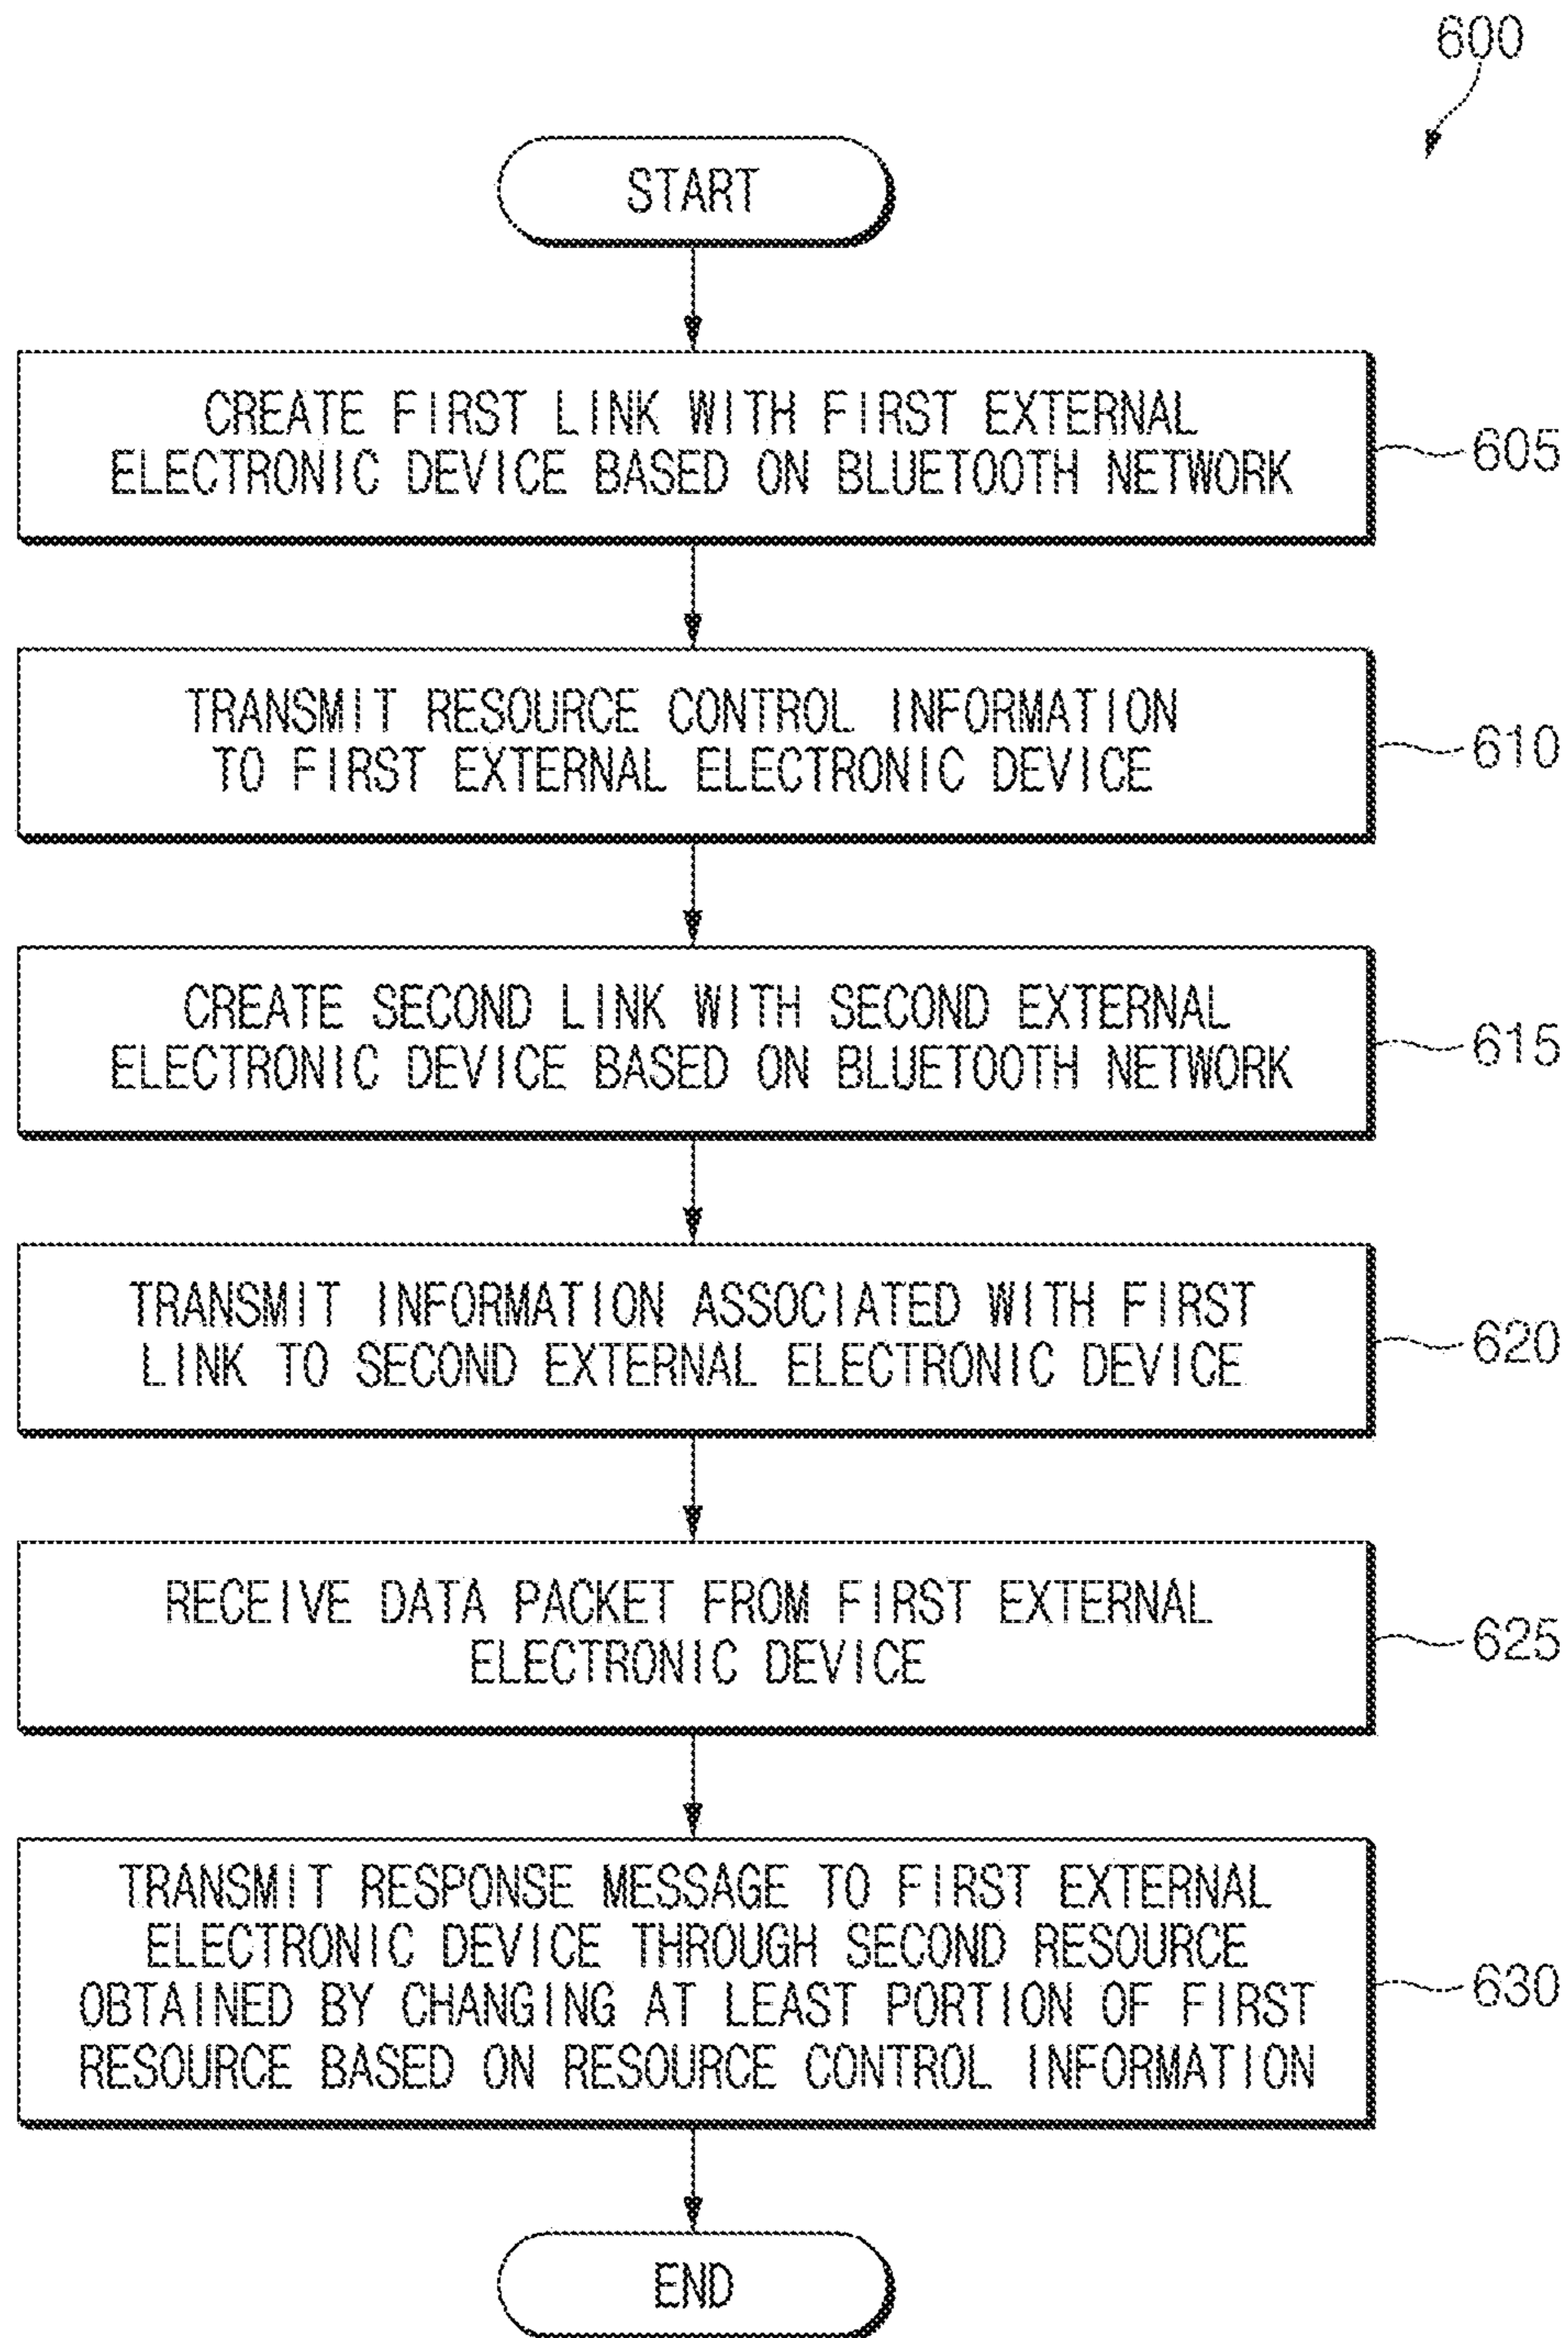 600
START
CREATE FIRST LINK WITH FIRST EXTERNAL
ELECTRONIC DEVICE BASED ON BLUETOOTH NETWORK
605
TRANSMIT RESOURCE CONTROL INFORMATION
TO FIRST EXTERNAL ELECTRONIC DEVICE
610
CREATE SECOND LINK WITH SECOND EXTERNAL
ELECTRONIC DEVICE BASED ON BLUETOOTH NETWORK
615
TRANSMIT INFORMATION ASSOCIATED WITH FIRST
LINK TO SECOND EXTERNAL ELECTRONIC DEVICE
620
RECEIVE DATA PACKET FROM FIRST EXTERNAL
ELECTRONIC DEVICE
625
TRANSMIT RESPONSE MESSAGE TO FIRST EXTERNAL
ELECTRONIC DEVICE THROUGH SECOND RESOURCE
OBTAINED BY CHANGING AT LEAST PORTION OF FIRST
RESOURCE BASED ON RESOURCE CONTROL INFORMATION
630
END